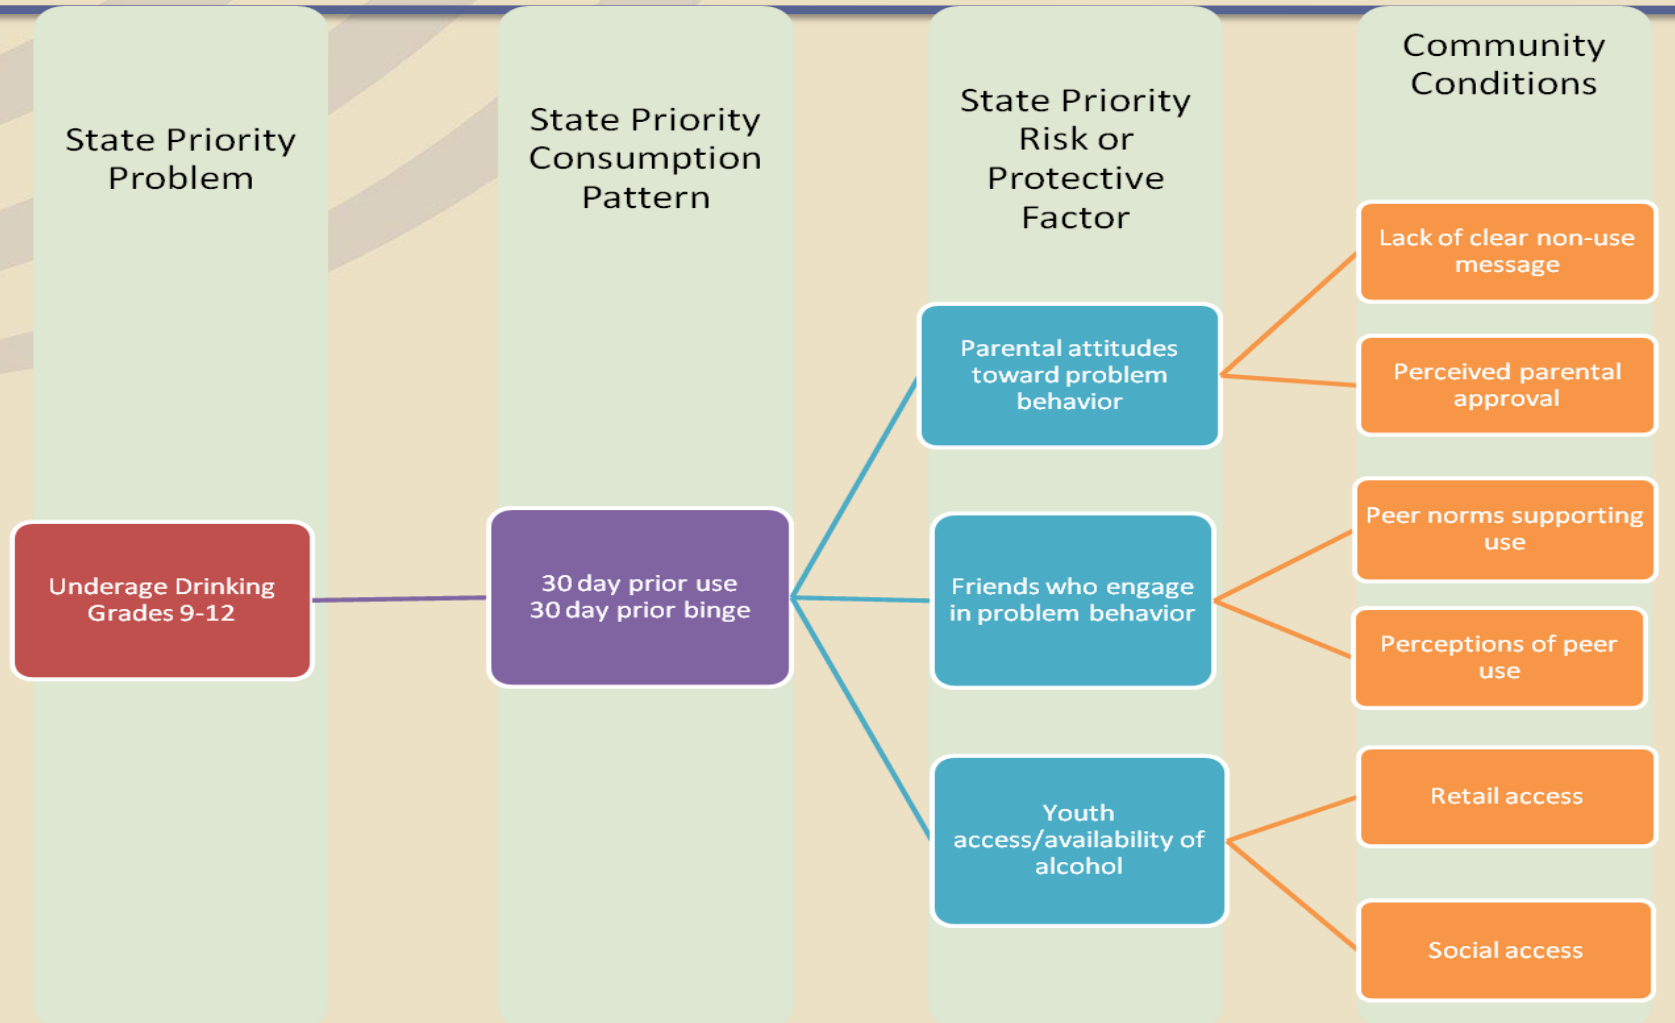 State Priority
Problem
State Priority
Consumption
Pattern
State Priority
Risk or
Protective
Factor
Community
Conditions
Underage Drinking
Grades 9-12
30 day prior use
30 day prior binge
Parental attitudes
toward problem
behavior
Friends who engage
in problem behavior
Youth
access/availability of
alcohol
Lack of clear non-use
message
Perceived parental
approval
Peer norms supporting
use
Perceptions of peer
use
Retail access
Social access